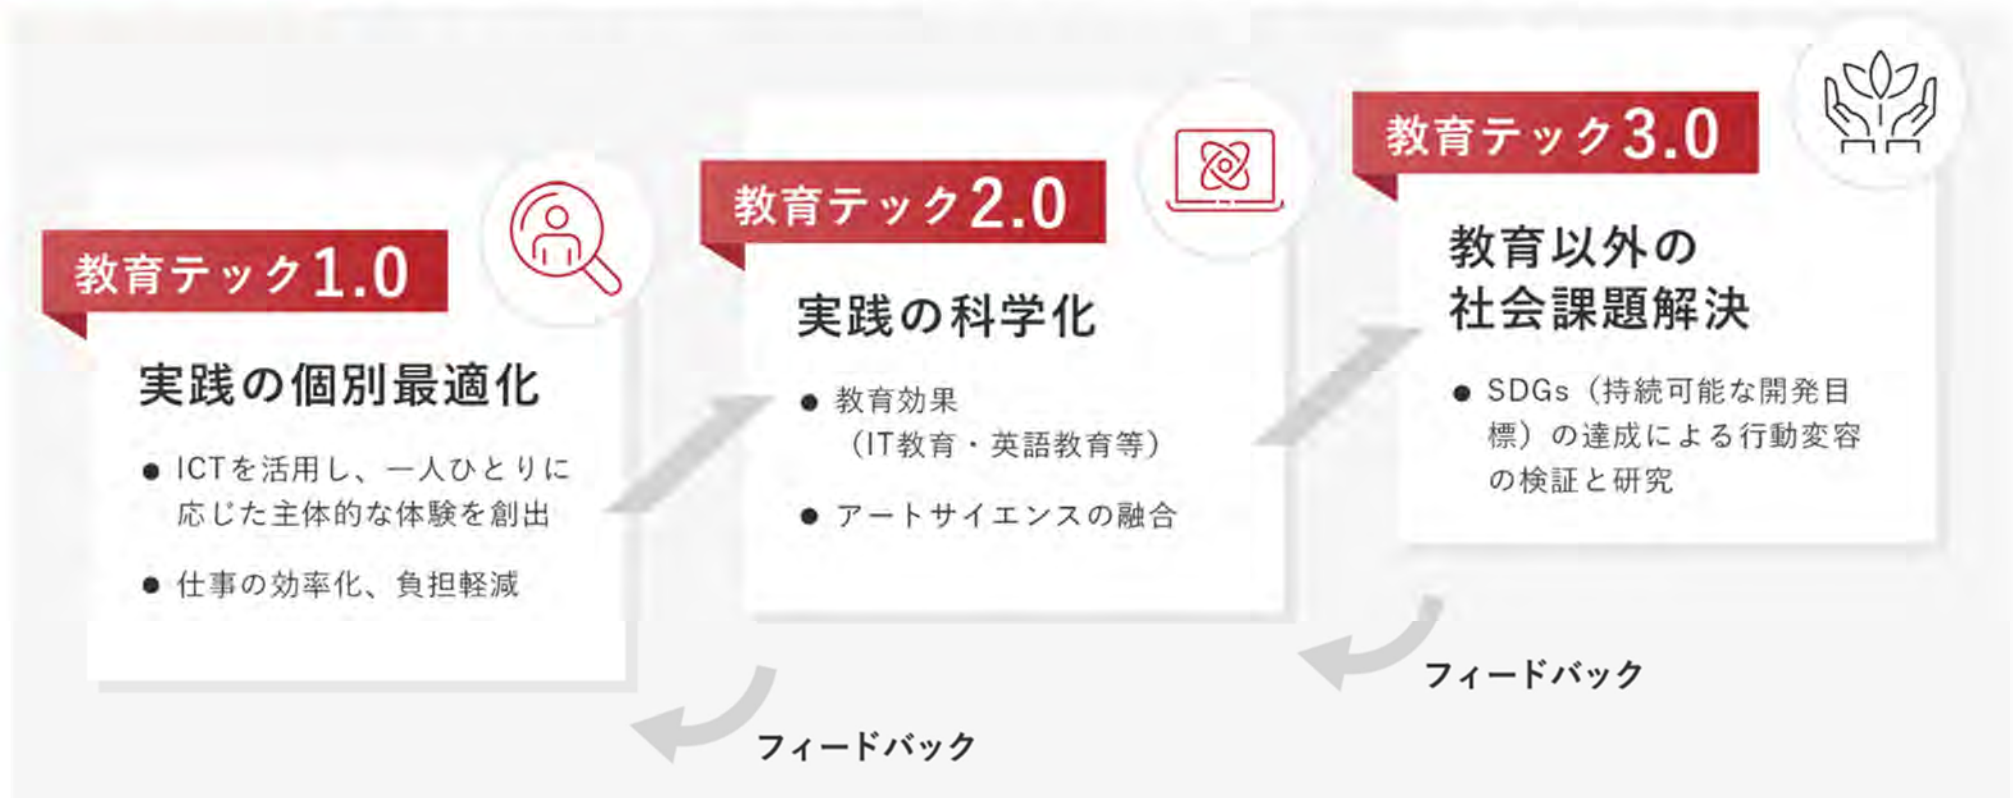 教育テック1.0
実践の個別最適化
● ICTを活用し、一人ひとりに
応じた主体的な体験を創出
● 仕事の効率化、負担軽減
教育テック2.0
実践の科学化
● 教育効果
（IT教育・英語教育等）
● アートサイエンスの融合
教育テック3.0
教育以外の
社会課題解決
● SDGs（持続可能な開発目
標）の達成による行動変容
の検証と研究
フィードバック
フィードバック